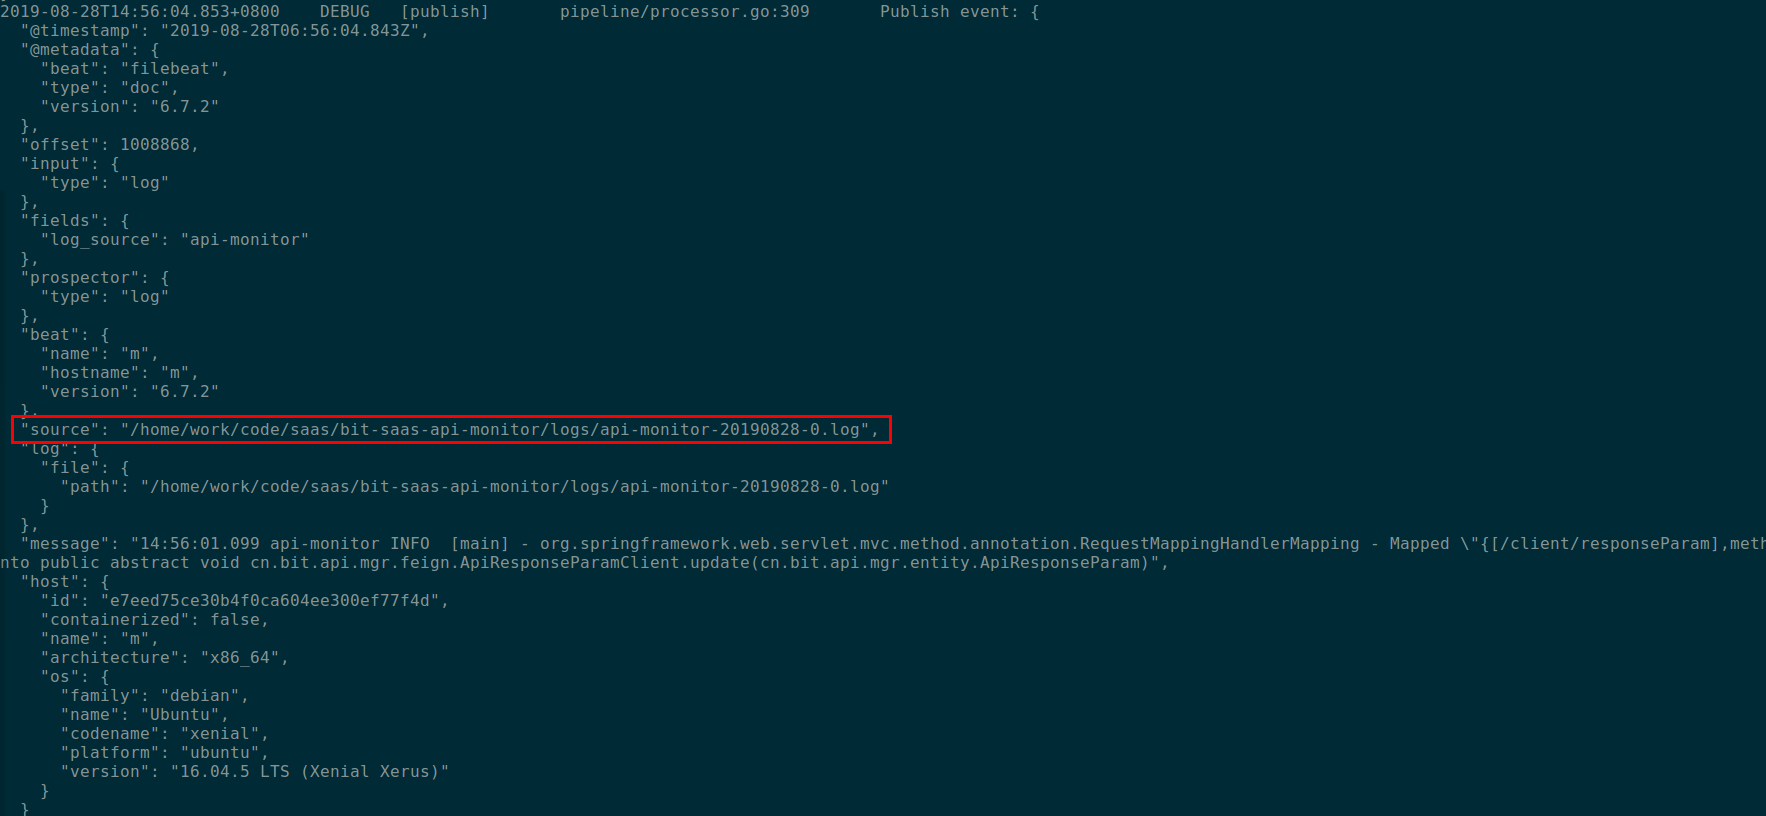 2019-08-28T14:56:04.853+0800    DEBUG   [publish]       pipeline/processor.go:309       Publish event: {
  "@timestamp": "2019-08-28T06:56:04.843Z",
  "@metadata": {
    "beat": "filebeat",
    "type": "doc",
    "version": "6.7.2"
  },
  "offset": 1008868,
  "input": {
    "type": "log"
  },
  "fields": {
    "log_source": "api-monitor"
  },
  "prospector": {
    "type": "log"
  },
  "beat": {
    "name": "m",
    "hostname": "m",
    "version": "6.7.2"
  },
  "source": "/home/work/code/saas/bit-saas-api-monitor/logs/api-monitor-20190828-0.log",
  "log": {
    "file": {
      "path": "/home/work/code/saas/bit-saas-api-monitor/logs/api-monitor-20190828-0.log"
    }
  },
  "message": "14:56:01.099 api-monitor INFO  [main] - org.springframework.web.servlet.mvc.method.annotation.RequestMappingHandlerMapping - Mapped \"{[/client/responseParam],meth
nto public abstract void cn.bit.api.mgr.feign.ApiResponseParamClient.update(cn.bit.api.mgr.entity.ApiResponseParam)",
  "host": {
    "id": "e7eed75ce30b4f0ca604ee300ef77f4d",
    "containerized": false,
    "name": "m",
    "architecture": "x86_64",
    "os": {
      "family": "debian",
      "name": "Ubuntu",
      "codename": "xenial",
      "platform": "ubuntu",
      "version": "16.04.5 LTS (Xenial Xerus)"
    }
  }